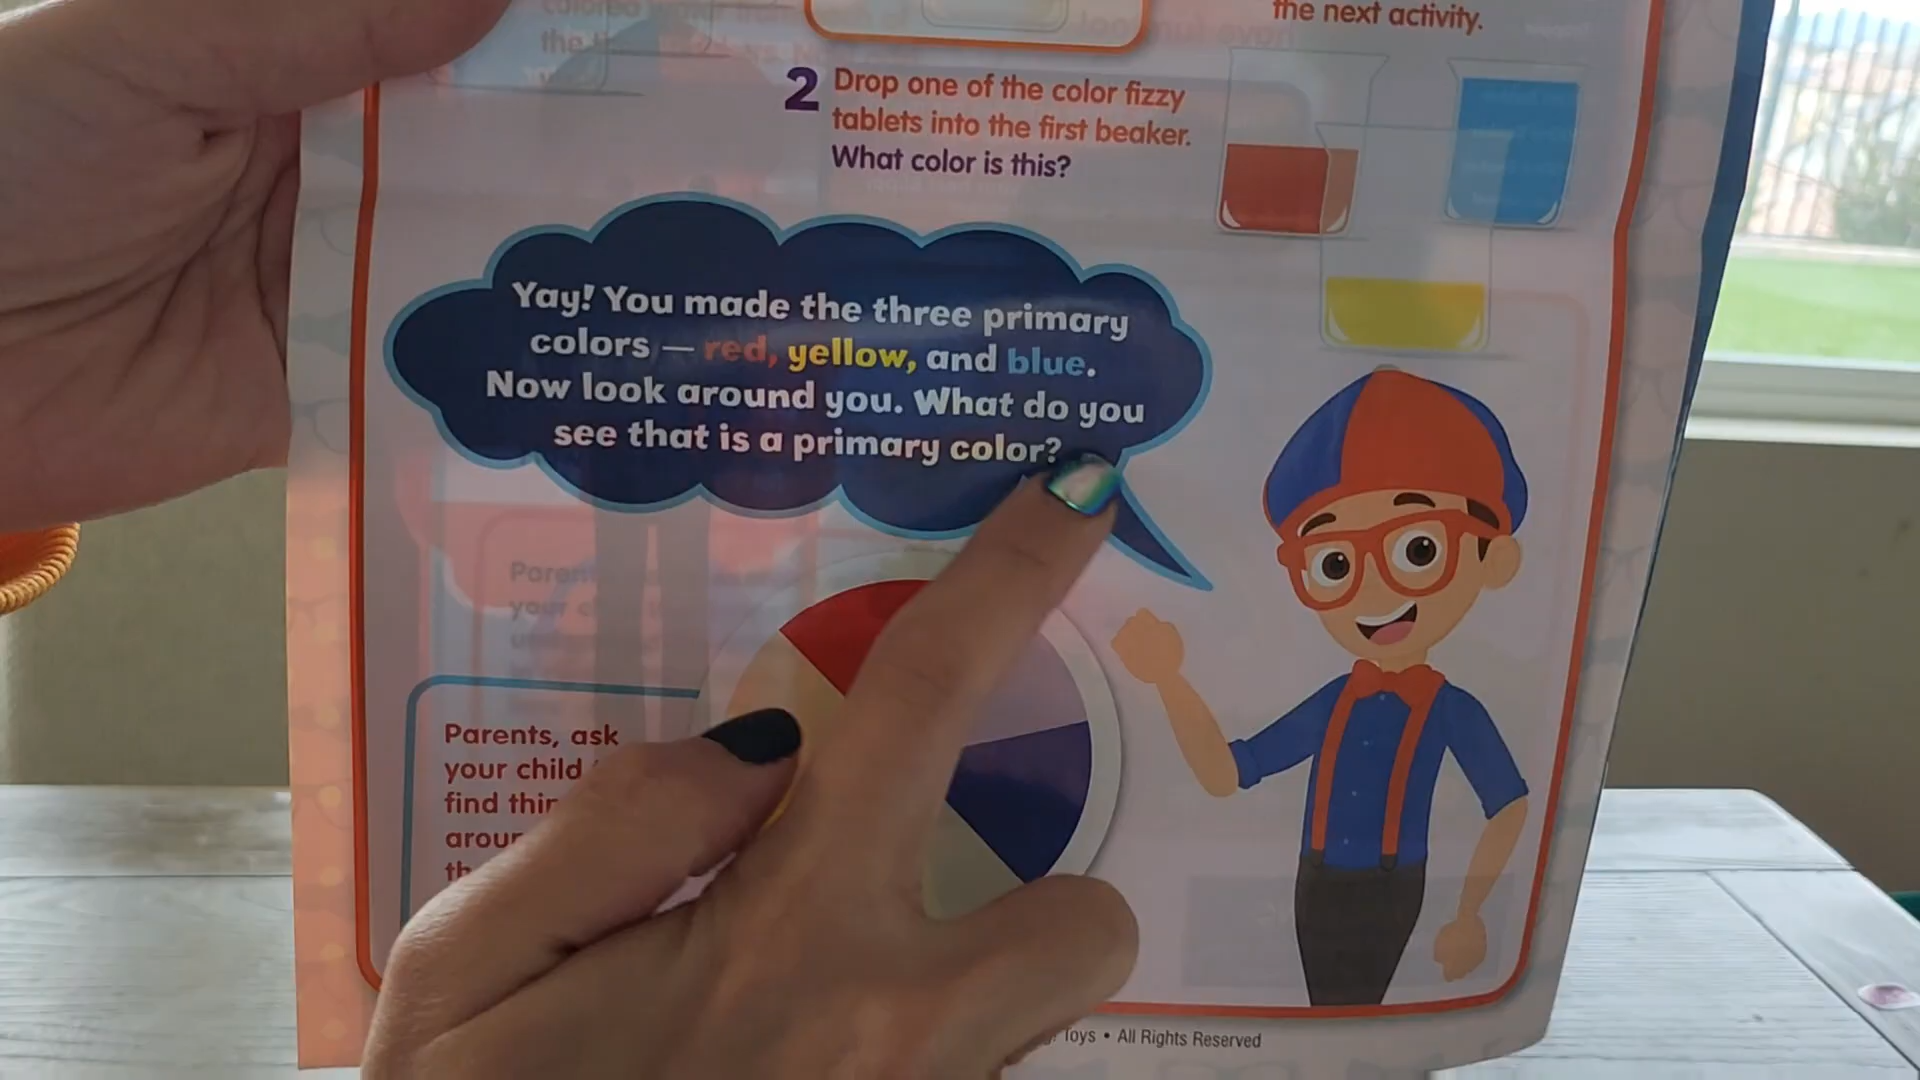 the next activity.
2 Drop one of the color fizzy
tablets into the first beaker.
What color is this?
Yay! You made the three primary
colors — red, yellow, and blue.
Now look around you. What do you
see that is a primary color?
Parents, ask
your child
find
Toys • All Rights Reserved